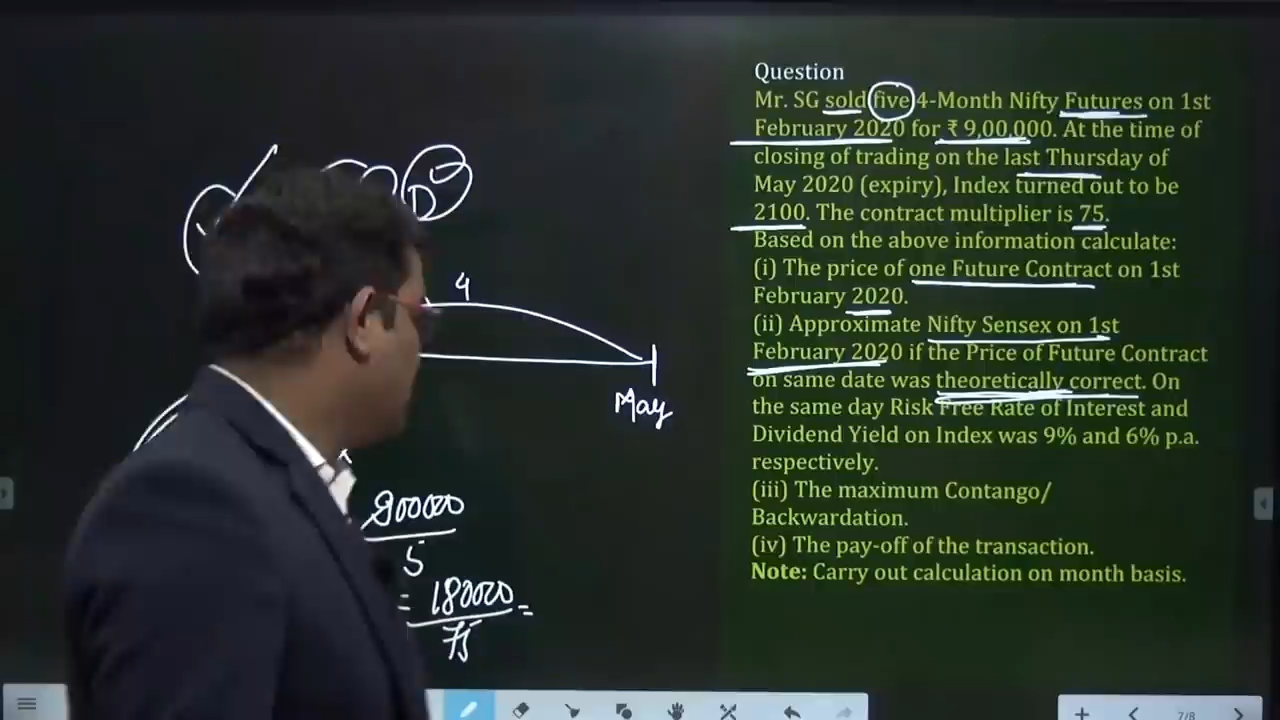 Question
Mr. SG sold five 4-Month Nifty Futures on 1st
February 2020 for ₹ 9,00,000. At the time of
closing of trading on the last Thursday of
May 2020 (expiry), Index turned out to be
2100. The contract multiplier is 75.
Based on the above information calculate:
(i) The price of one Future Contract on 1st
February 2020.
(ii) Approximate Nifty Sensex on 1st
February 2020 if the Price of Future Contract
on same date was theoretically correct. On
the same day Risk Free Rate of Interest and
Dividend Yield on Index was 9% and 6% p.a.
respectively.
(iii) The maximum Contango/
Backwardation.
(iv) The pay-off of the transaction.
Note: Carry out calculation on month basis.
D
4
May
900000
5
= 180000 =
75
7/8